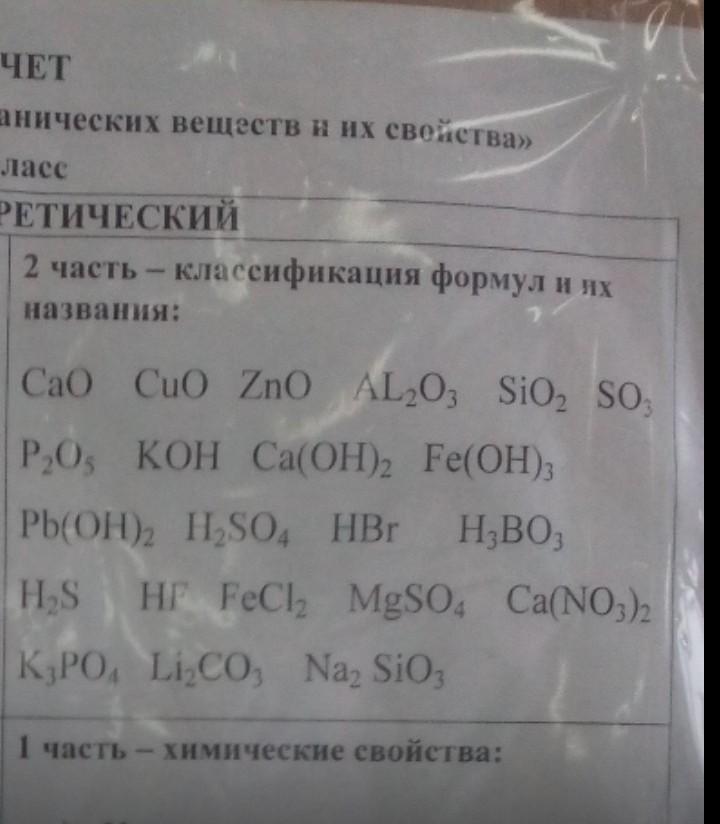 ЧЕТ
анических веществ и их свойства»
ласс
РЕТИЧЕСКИЙ
2 часть – классификация формул и их
названия:
CaO CuO ZnO AL₂O₃ SiO₂ SO₃
P₂O₅ KOH Ca(OH)₂ Fe(OH)₃
Pb(OH)₂ H₂SO₄ HBr H₃BO₃
H₂S HF FeCl₂ MgSO₄ Ca(NO₃)₂
K₃PO₄ Li₂CO₃ Na₂ SiO₃
1 часть – химические свойства: